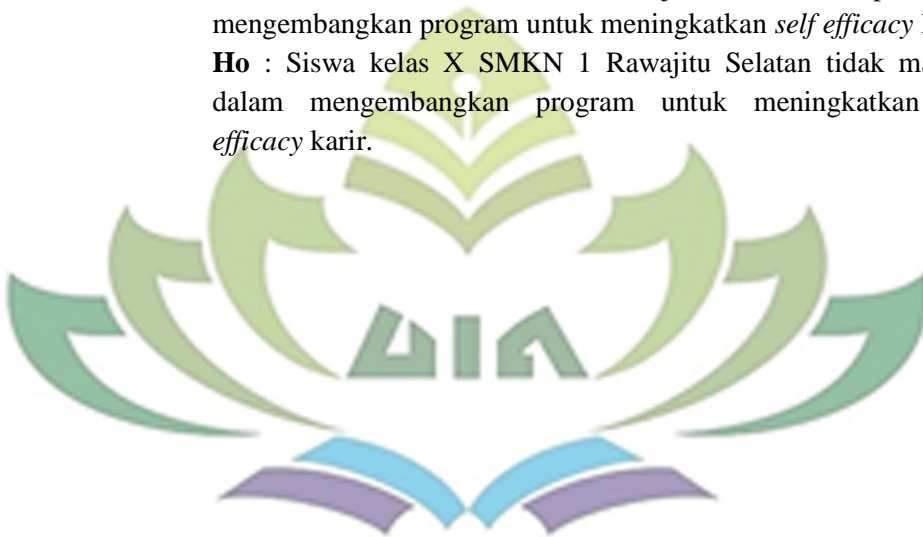 mengembangkan program untuk meningkatkan self efficacy
Ho : Siswa kelas X SMKN 1 Rawajitu Selatan tidak
dalam mengembangkan program untuk meningkatkan
efficacy karir.
UIN